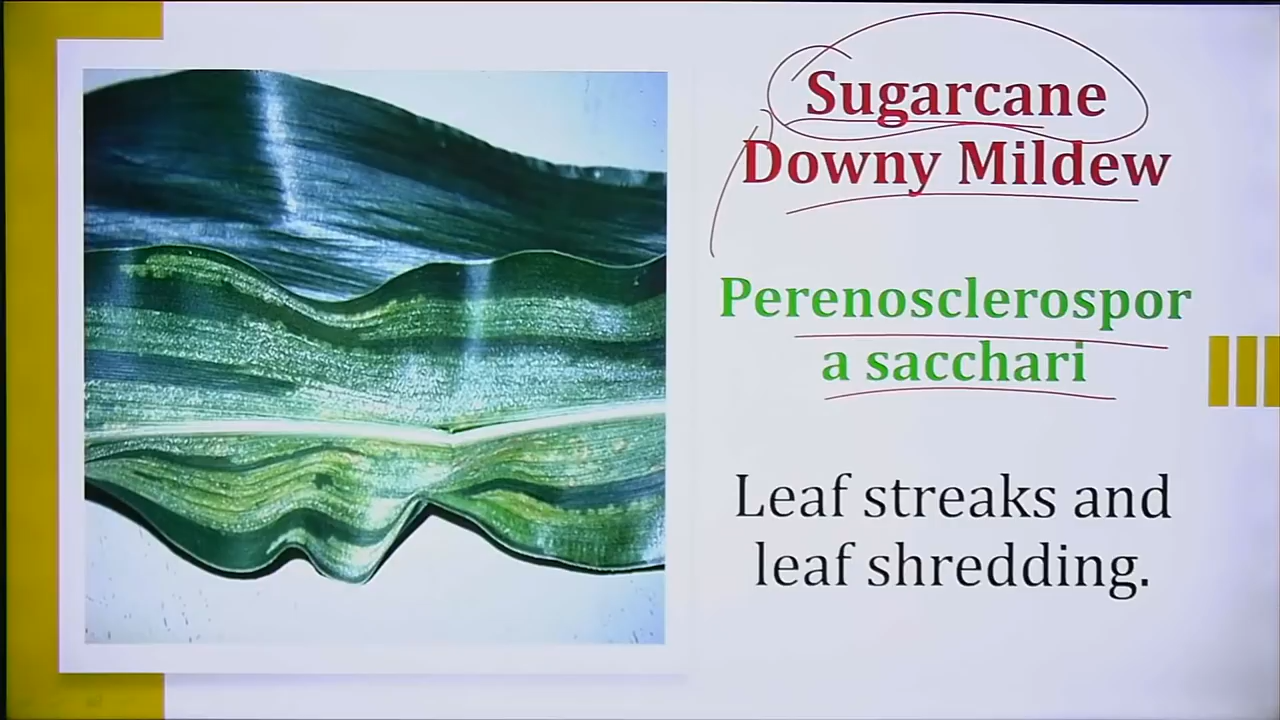 Sugarcane
Downy Mildew
Perenosclerospor
a sacchari
Leaf streaks and
leaf shredding.